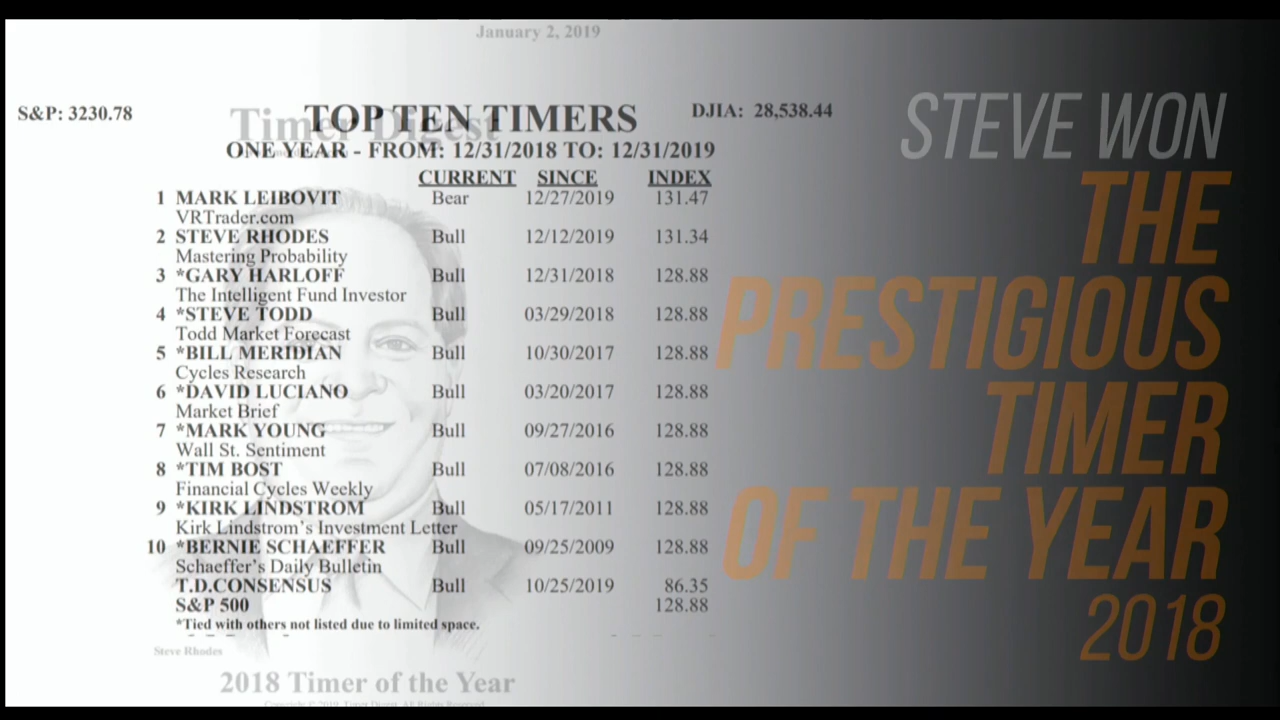 January 2, 2019
Timer Digest
S&P: 3230.78
TOP TEN TIMERS
DJIA: 28,538.44
ONE YEAR - FROM: 12/31/2018 TO: 12/31/2019
CURRENT SINCE INDEX
1 MARK LEIBOVIT Bear 12/27/2019 131.47
VRTrader.com
2 STEVE RHODES Bull 12/12/2019 131.34
Mastering Probability
3 *GARY HARLOFF Bull 12/31/2018 128.88
The Intelligent Fund Investor
4 *STEVE TODD Bull 03/29/2018 128.88
Todd Market Forecast
5 *BILL MERIDIAN Bull 10/30/2017 128.88
Cycles Research
6 *DAVID LUCIANO Bull 03/20/2017 128.88
Market Brief
7 *MARK YOUNG Bull 09/27/2016 128.88
Wall St. Sentiment
8 *TIM BOST Bull 07/08/2016 128.88
Financial Cycles Weekly
9 *KIRK LINDSTROM Bull 05/17/2011 128.88
Kirk Lindstrom's Investment Letter
10 *BERNIE SCHAEFFER Bull 09/25/2009 128.88
Schaeffer's Daily Bulletin
T.D.CONSENSUS Bull 10/25/2019 86.35
S&P 500 128.88
*Tied with others not listed due to limited space.
Steve Rhodes
2018 Timer of the Year
STEVE WON
THE
PRESTIGIOUS
TIMER
OF THE YEAR
2018